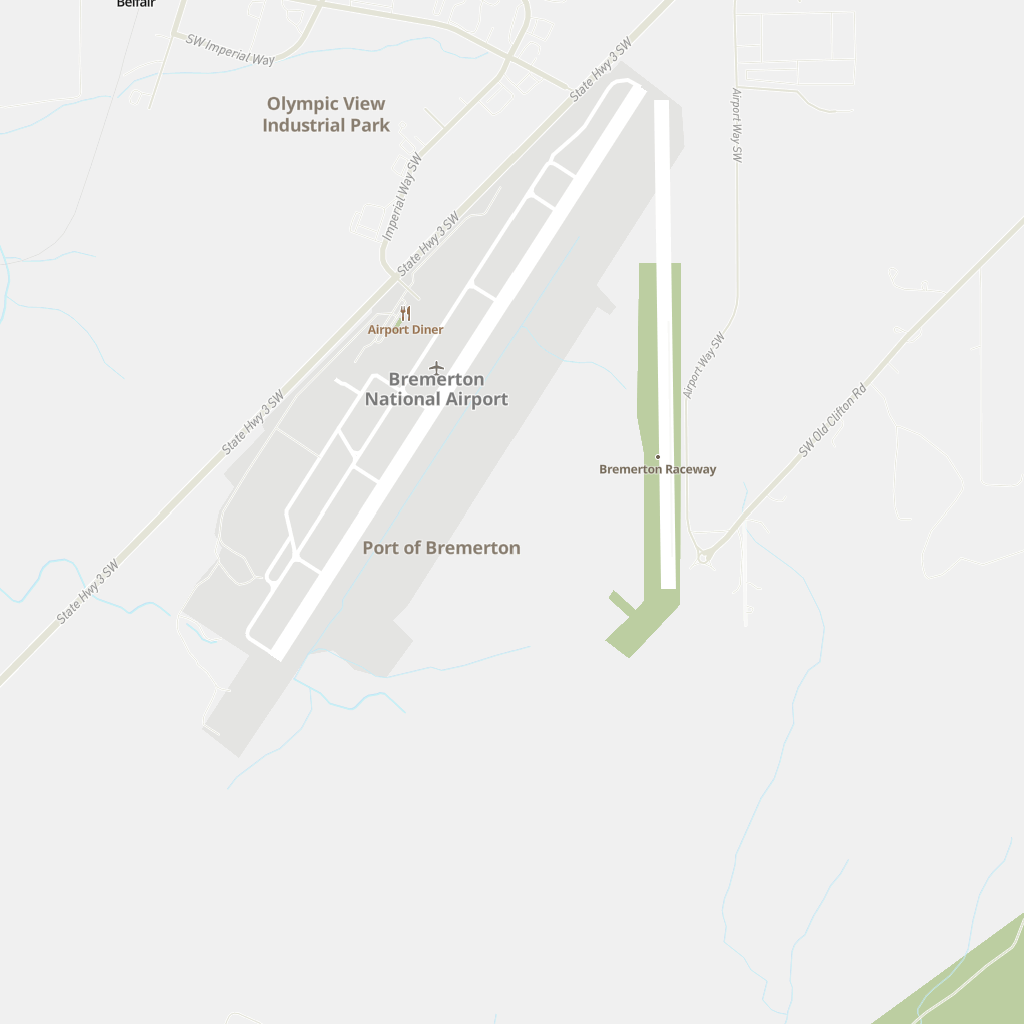 Belfair
SW Imperial Way
State Hwy 3 SW
Olympic View
Industrial Park
Airport Way SW
Imperial Way SW
State Hwy 3 SW
Airport Diner
Bremerton
National Airport
Airport Way SW
State Hwy 3 SW
SW Old Clifton Rd
Bremerton Raceway
Port of Bremerton
State Hwy 3 SW